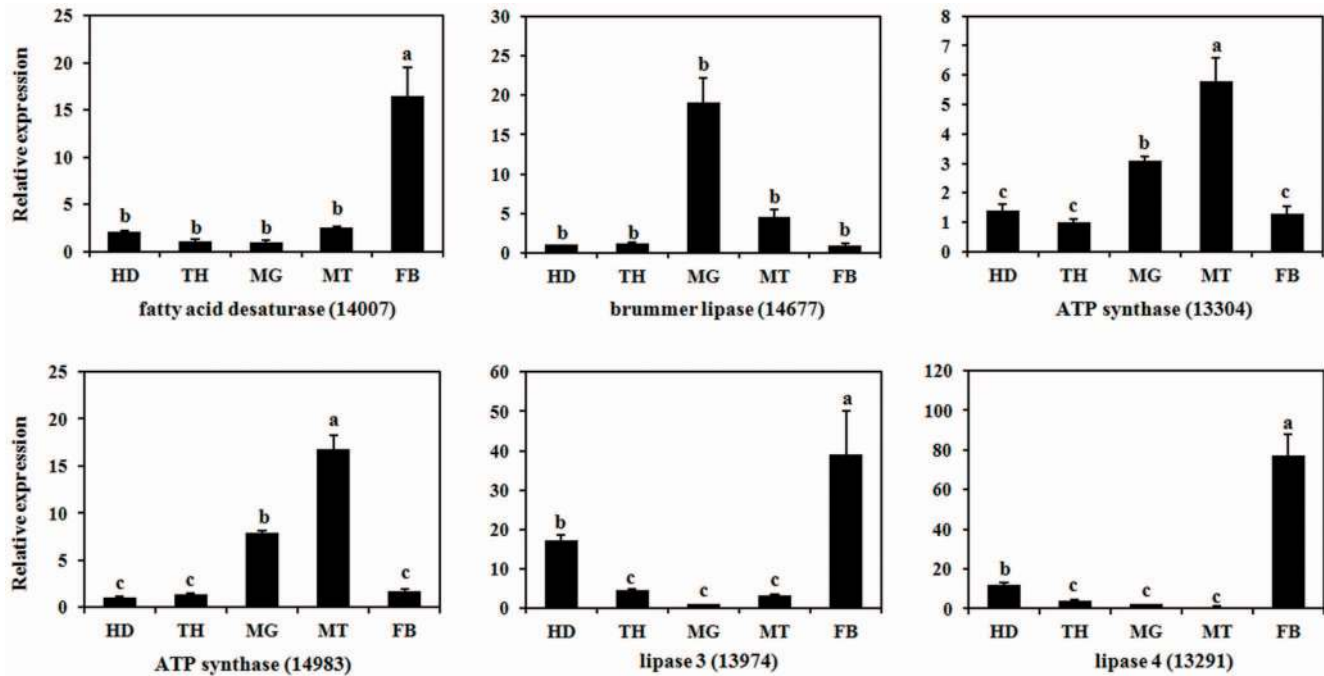 Relative expression
25
20
15
10
5
0
b
b
b
b
a
HD TH MG MT FB
fatty acid desaturase (14007)
30
25
20
15
10
5
0
b
b
b
b
b
HD TH MG MT FB
brummer lipase (14677)
8
7
6
5
4
3
2
1
0
c
c
b
a
c
HD TH MG MT FB
ATP synthase (13304)
Relative expression
25
20
15
10
5
0
c
c
b
a
c
HD TH MG MT FB
ATP synthase (14983)
60
50
40
30
20
10
0
b
c
c
c
a
HD TH MG MT FB
lipase 3 (13974)
120
100
80
60
40
20
0
b
c
c
c
a
HD TH MG MT FB
lipase 4 (13291)